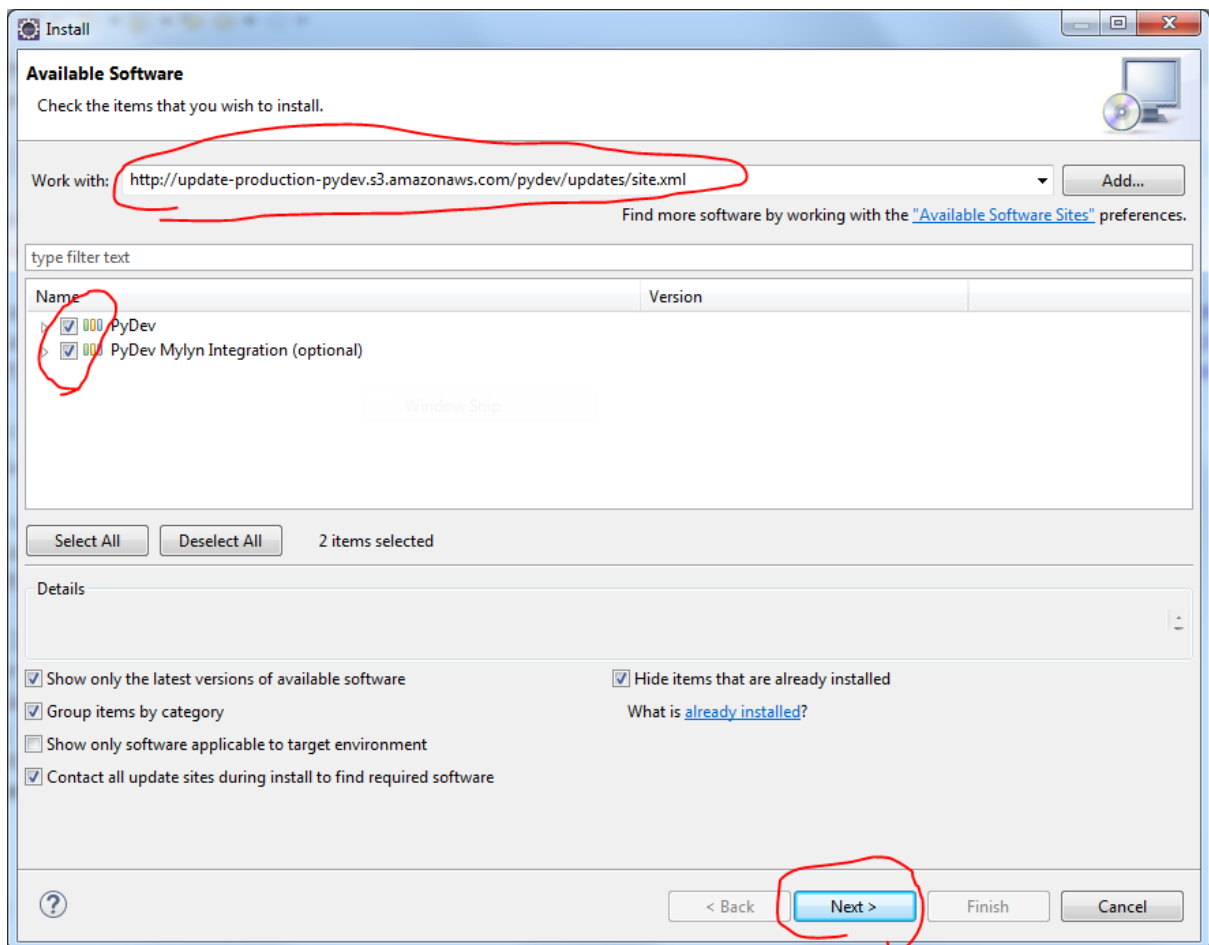 Install
Available Software
Check the items that you wish to install.
Work with: http://update-production-pydev.s3.amazonaws.com/pydev/updates/site.xml Add...
Find more software by working with the "Available Software Sites" preferences.
type filter text
Name Version
PyDev
PyDev Mylyn Integration (optional)
Window Snip
Select All Deselect All 2 items selected
Details
Show only the latest versions of available software Hide items that are already installed
Group items by category What is already installed?
Show only software applicable to target environment
Contact all update sites during install to find required software
? < Back Next > Finish Cancel